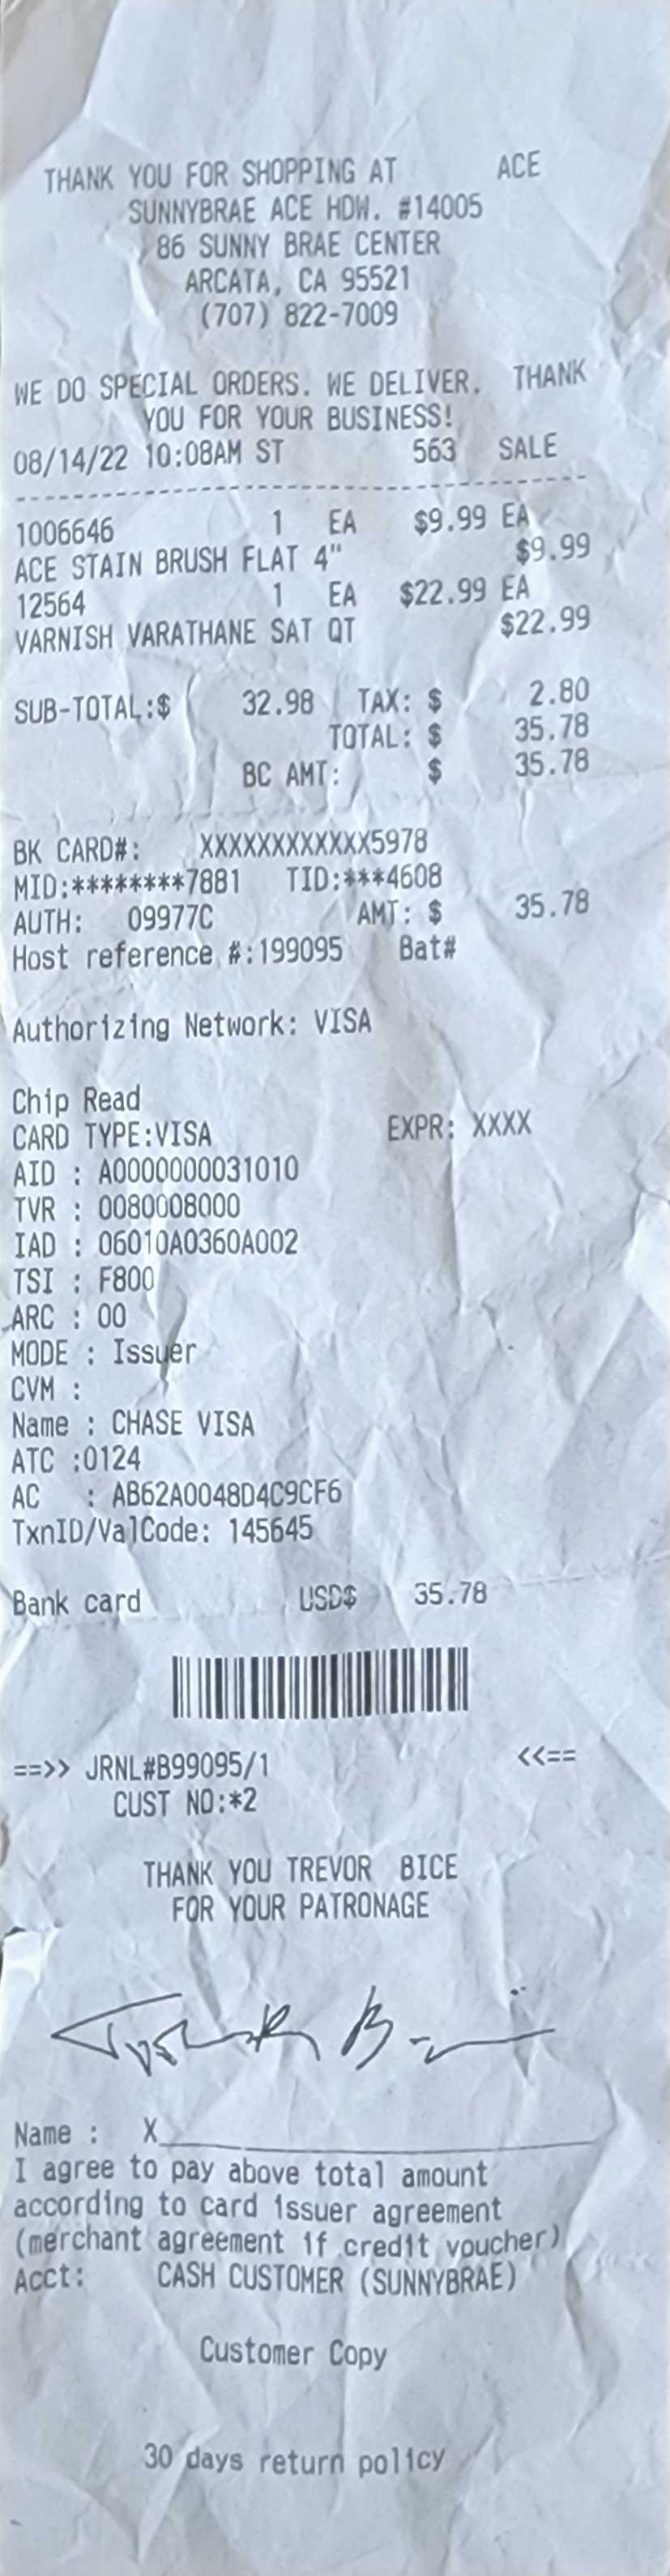 THANK YOU FOR SHOPPING AT ACE
SUNNYBRAE ACE HDW. #14005
86 SUNNY BRAE CENTER
ARCATA, CA 95521
(707) 822-7009
WE DO SPECIAL ORDERS. WE DELIVER. THANK
YOU FOR YOUR BUSINESS!
08/14/22 10:08AM ST 563 SALE
----------------------------------------
1006646 1 EA $9.99 EA
ACE STAIN BRUSH FLAT 4" $9.99
12564 1 EA $22.99 EA
VARNISH VARATHANE SAT QT $22.99
SUB-TOTAL:$ 32.98 TAX: $ 2.80
TOTAL: $ 35.78
BC AMT: $ 35.78
BK CARD#: XXXXXXXXXXXX5978
MID:********7881 TID:***4608
AUTH: 09977C AMT: $ 35.78
Host reference #:199095 Bat#
Authorizing Network: VISA
Chip Read
CARD TYPE:VISA EXPR: XXXX
AID : A0000000031010
TVR : 0080008000
IAD : 06010A0360A002
TSI : F800
ARC : 00
MODE : Issuer
CVM :
Name : CHASE VISA
ATC :0124
AC : AB62A0048D4C9CF6
TxnID/ValCode: 145645
Bank card USD$ 35.78
==>> JRNL#B99095/1 <<==
CUST NO:*2
THANK YOU TREVOR BICE
FOR YOUR PATRONAGE
Name : X
I agree to pay above total amount
according to card issuer agreement
(merchant agreement if credit voucher)
Acct: CASH CUSTOMER (SUNNYBRAE)
Customer Copy
30 days return policy